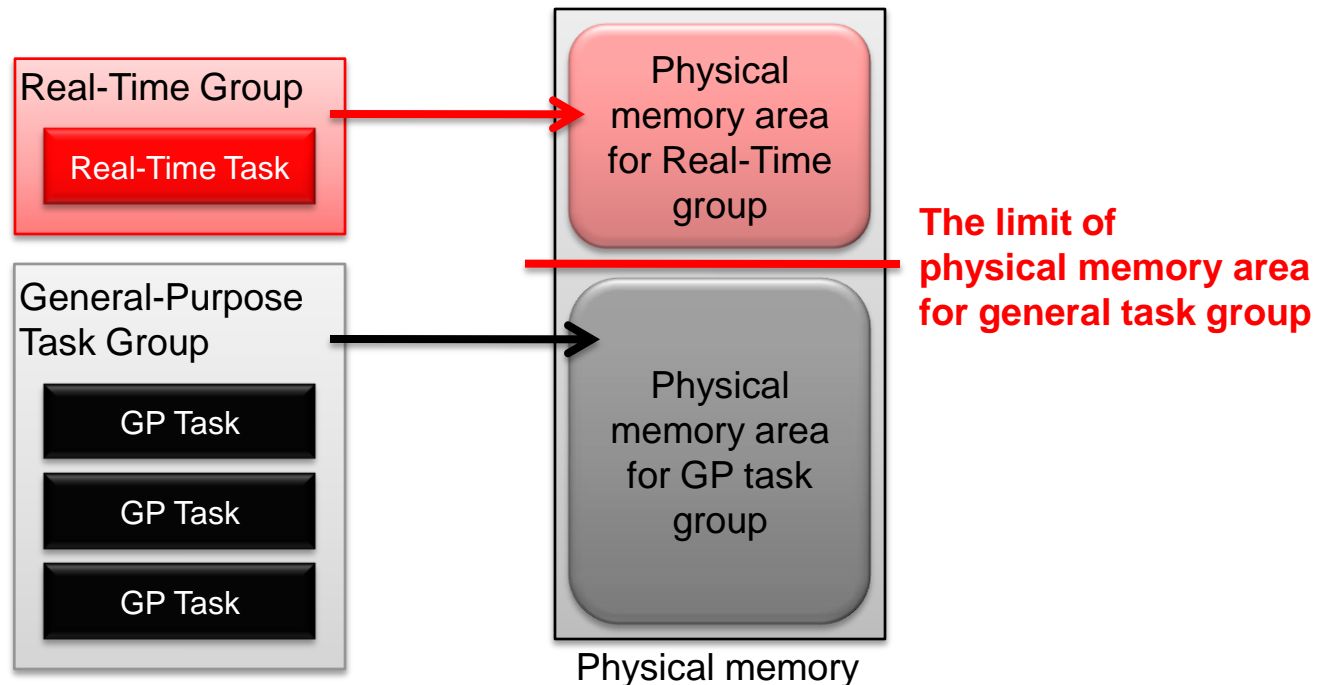 Real-Time Group
Real-Time Task
General-Purpose
Task Group
GP Task
GP Task
GP Task
Physical
memory area
for Real-Time
group
Physical
memory area
for GP task
group
Physical memory
The limit of
physical memory area
for general task group